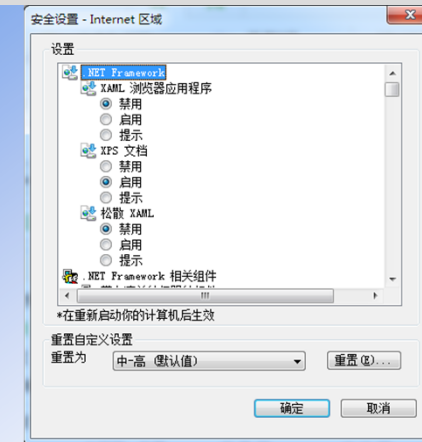 安全设置 - Internet 区域
设置
.NET Framework
XAML 浏览器应用程序
禁用
启用
提示
XPS 文档
禁用
启用
提示
松散 XAML
禁用
启用
提示
.NET Framework 相关组件
*在重新启动你的计算机后生效
重置自定义设置
重置为
中-高 (默认值)
重置(E)...
确定
取消